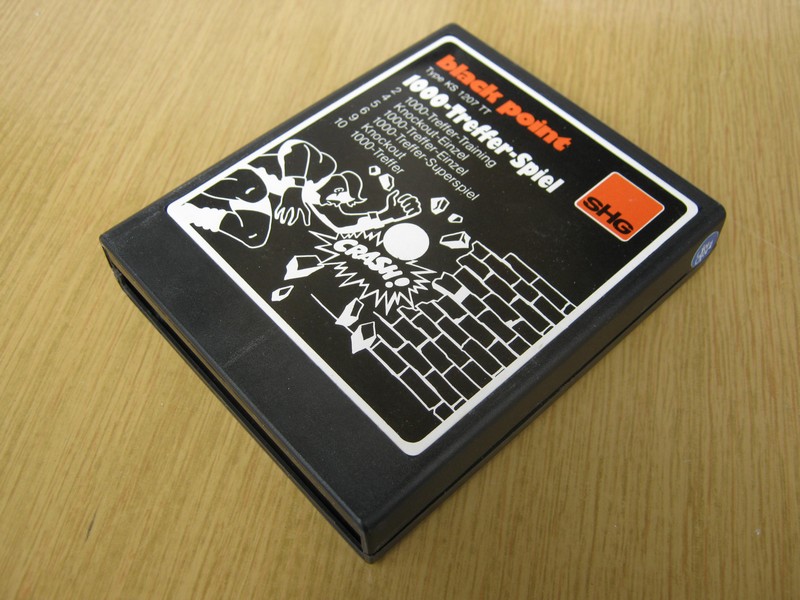 black point
Type KS 1207 TT
1000-Treffer-Spiel
2 1000-Treffer-Training
4 Knockout-Einzel
5 1000-Treffer-Einzel
6 1000-Treffer-Superspiel
9 Knockout
10 1000-Treffer
SHG
CRASH!